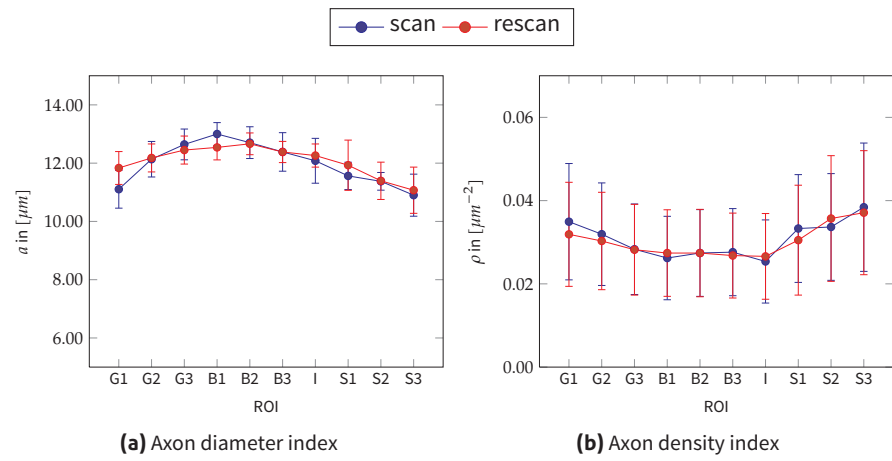 scan rescan
14.00
12.00
10.00
8.00
6.00
a in [μm]
G1 G2 G3 B1 B2 B3 I S1 S2 S3
ROI
(a) Axon diameter index
0.06
0.04
0.02
0.00
ρ in [μm⁻²]
G1 G2 G3 B1 B2 B3 I S1 S2 S3
ROI
(b) Axon density index